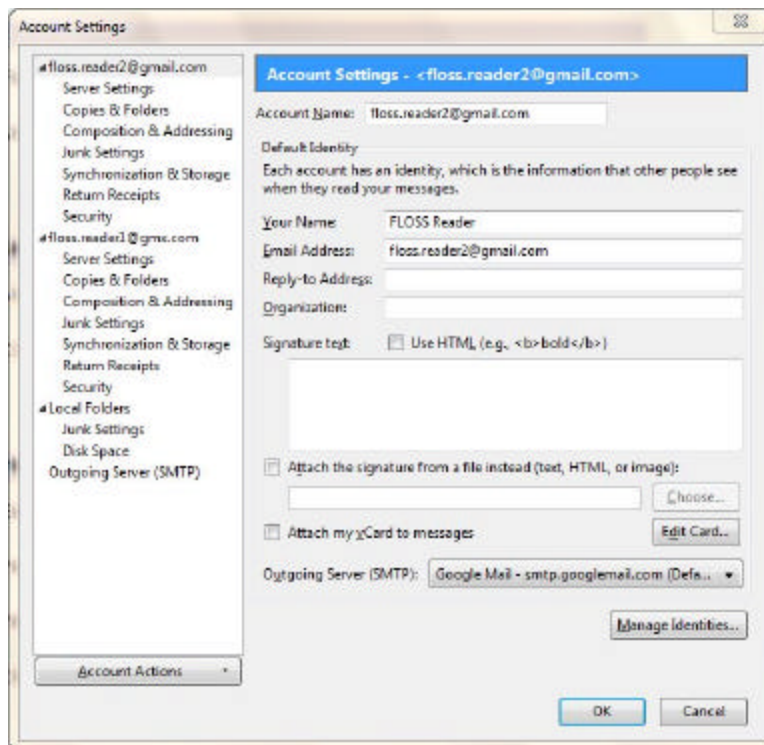 Account Settings
floss.reader2@gmail.com
Server Settings
Copies & Folders
Composition & Addressing
Junk Settings
Synchronization & Storage
Return Receipts
Security
floss.reader1@gmx.com
Server Settings
Copies & Folders
Composition & Addressing
Junk Settings
Synchronization & Storage
Return Receipts
Security
Local Folders
Junk Settings
Disk Space
Outgoing Server (SMTP)
Account Actions
Account Settings - <floss.reader2@gmail.com>
Account Name: floss.reader2@gmail.com
Default Identity
Each account has an identity, which is the information that other people see
when they read your messages.
Your Name: FLOSS Reader
Email Address: floss.reader2@gmail.com
Reply-to Address:
Organization:
Signature text: Use HTML (e.g., <b>bold</b>)
Attach the signature from a file instead (text, HTML, or image):
Choose...
Attach my vCard to messages Edit Card...
Outgoing Server (SMTP): Google Mail - smtp.googlemail.com (Defa...
Manage Identities...
OK Cancel